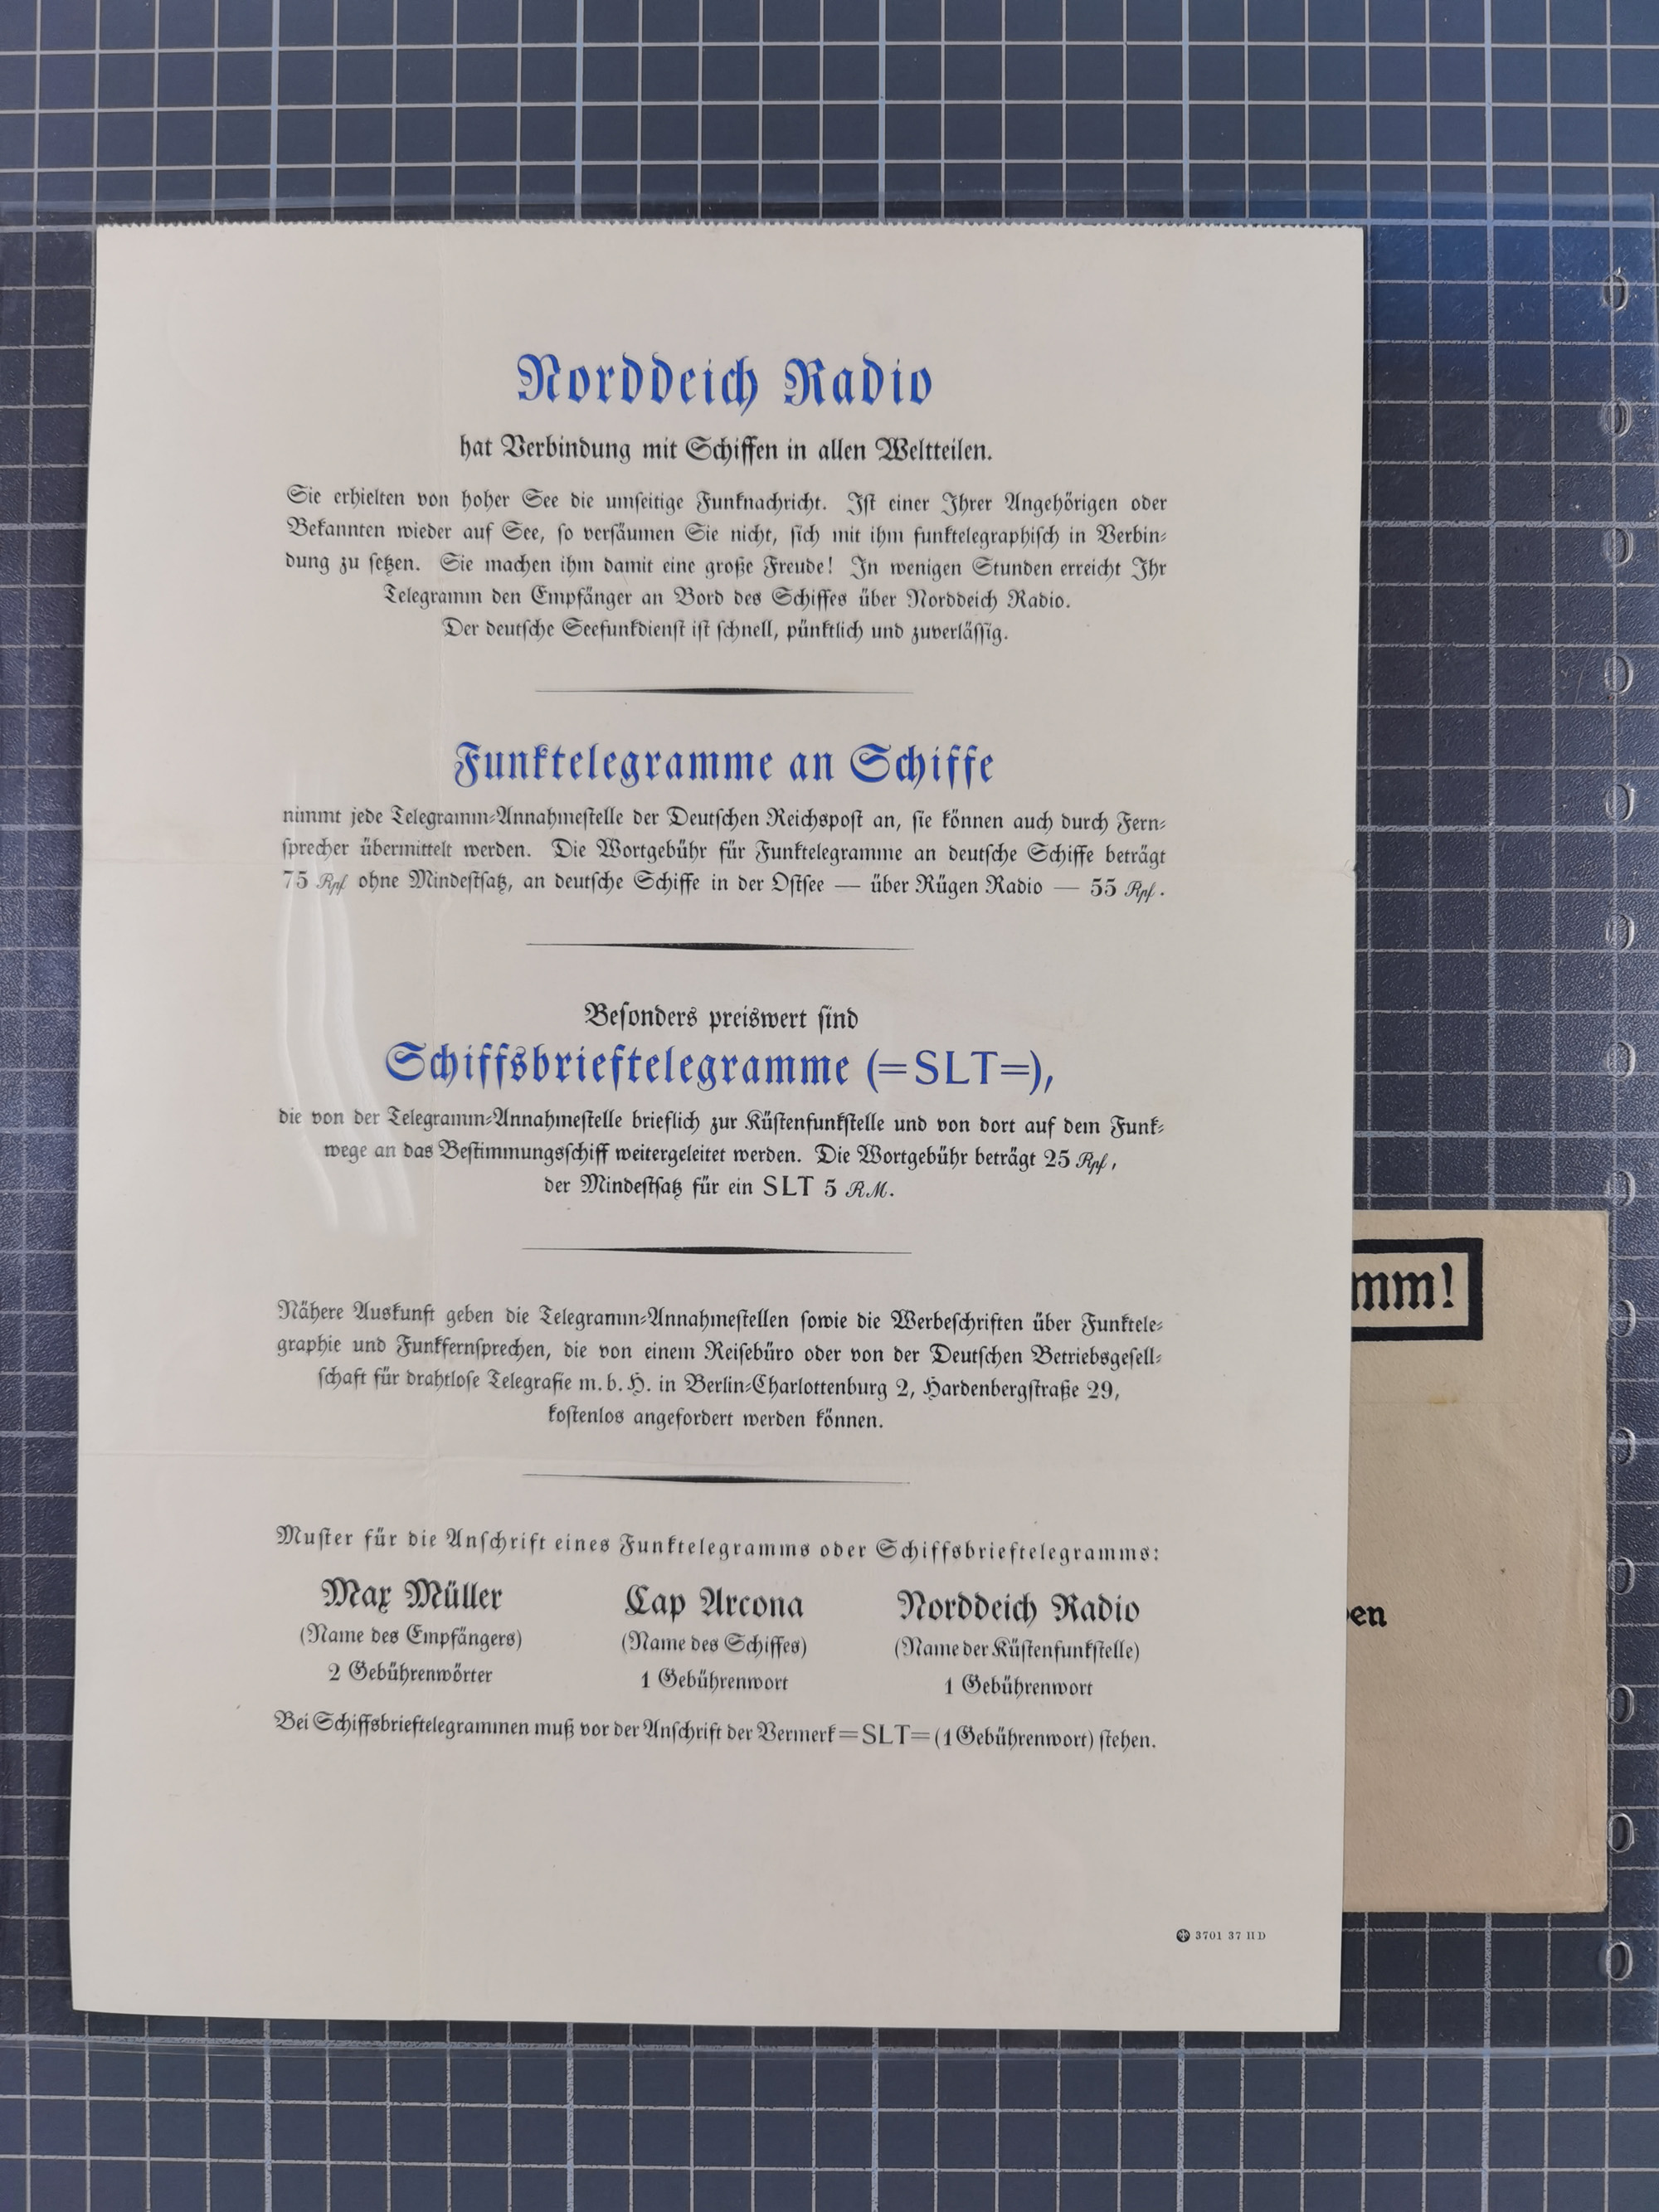 Norddeich Radio
hat Verbindung mit Schiffen in allen Weltteilen.
Sie erhielten von hoher See die umseitige Funknachricht. Ist einer Ihrer Angehörigen oder
Bekannten wieder auf See, so versäumen Sie nicht, sich mit ihm funktelegraphisch in Verbin-
dung zu setzen. Sie machen ihm damit eine große Freude! In wenigen Stunden erreicht Ihr
Telegramm den Empfänger an Bord des Schiffes über Norddeich Radio.
Der deutsche Seefunkdienst ist schnell, pünktlich und zuverlässig.
Funktelegramme an Schiffe
nimmt jede Telegramm-Annahmestelle der Deutschen Reichspost an, sie können auch durch Fern-
sprecher übermittelt werden. Die Wortgebühr für Funktelegramme an deutsche Schiffe beträgt
75 Rpf ohne Mindestsatz, an deutsche Schiffe in der Ostsee — über Rügen Radio — 55 Rpf.
Besonders preiswert sind
Schiffsbrieftelegramme (=SLT=),
die von der Telegramm-Annahmestelle brieflich zur Küstenfunkstelle und von dort auf dem Funk-
wege an das Bestimmungsschiff weitergeleitet werden. Die Wortgebühr beträgt 25 Rpf,
der Mindestsatz für ein SLT 5 RM.
Nähere Auskunft geben die Telegramm-Annahmestellen sowie die Werbeschriften über Funktele-
graphie und Funkfernsprechen, die von einem Reisebüro oder von der Deutschen Betriebsgesell-
schaft für drahtlose Telegrafie m. b. H. in Berlin-Charlottenburg 2, Hardenbergstraße 29,
kostenlos angefordert werden können.
Muster für die Anschrift eines Funktelegramms oder Schiffsbrieftelegramms:
Max Müller Cap Arcona Norddeich Radio
(Name des Empfängers) (Name des Schiffes) (Name der Küstenfunkstelle)
2 Gebührenwörter 1 Gebührenwort 1 Gebührenwort
Bei Schiffsbrieftelegrammen muß vor der Anschrift der Vermerk =SLT= (1 Gebührenwort) stehen.
3701 37 II D
mm!
en